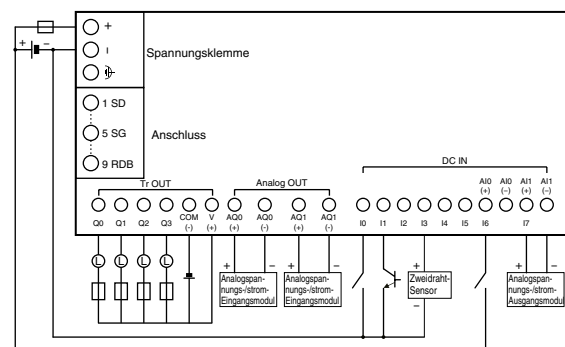 +
+ − −
Spannungsklemme
1 SD
5 SG Anschluss
9 RDB
Tr OUT Analog OUT DC IN
AI0 AI0 AI1 AI1
(+) (−) (+) (−)
Q0 Q1 Q2 Q3 COM V AQ0 AQ0 AQ1 AQ1 I0 I1 I2 I3 I4 I5 I6 I7
(-) (+) (+) (-) (+) (-)
L L L L
+ − + − + + −
Analogspan-
nungs-/strom-
Eingangsmodul
Analogspan-
nungs-/strom-
Eingangsmodul
Zweidraht-
Sensor
−
Analogspan-
nungs-/strom-
Ausgangsmodul